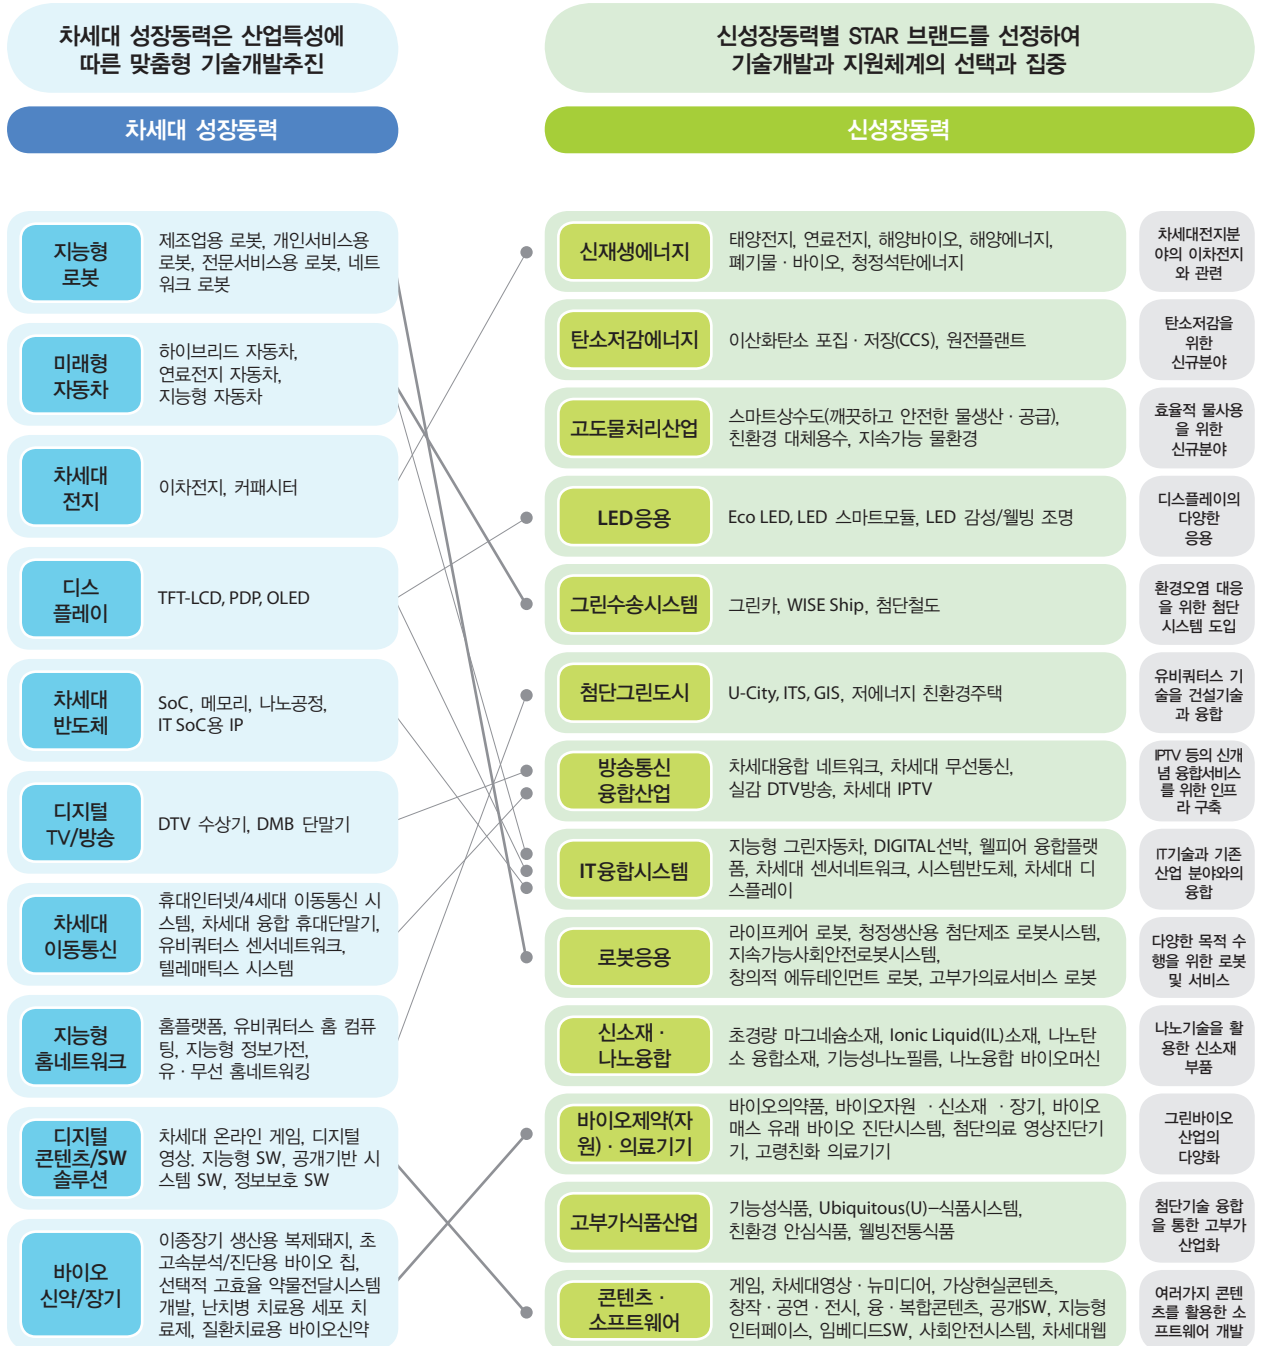 차세대 성장동력은 산업특성에
따른 맞춤형 기술개발추진
차세대 성장동력
지능형
로봇
제조업용 로봇, 개인서비스용
로봇, 전문서비스용 로봇, 네트
워크 로봇
미래형
자동차
하이브리드 자동차,
연료전지 자동차,
지능형 자동차
차세대
전지
이차전지, 커패시터
디스
플레이
TFT-LCD, PDP, OLED
차세대
반도체
SoC, 메모리, 나노공정,
IT SoC용 IP
디지털
TV/방송
DTV 수상기, DMB 단말기
차세대
이동통신
휴대인터넷/4세대 이동통신 시
스템, 차세대 융합 휴대단말기,
유비쿼터스 센서네트워크,
텔레매틱스 시스템
지능형
홈네트워크
홈플랫폼, 유비쿼터스 홈 컴퓨
팅, 지능형 정보가전,
유 · 무선 홈네트워킹
디지털
콘텐츠/SW
솔루션
차세대 온라인 게임, 디지털
영상, 지능형 SW, 공개기반 시
스템 SW, 정보보호 SW
바이오
신약/장기
이종장기 생산용 복제돼지, 초
고속분석/진단용 바이오 칩,
선택적 고효율 약물전달시스템
개발, 난치병 치료용 세포 치
료제, 질환치료용 바이오신약
신성장동력별 STAR 브랜드를 선정하여
기술개발과 지원체계의 선택과 집중
신성장동력
신재생에너지
태양전지, 연료전지, 해양바이오, 해양에너지,
폐기물 · 바이오, 청정석탄에너지
차세대전지분
야의 이차전지
와 관련
탄소저감에너지
이산화탄소 포집 · 저장(CCS), 원전플랜트
탄소저감을
위한
신규분야
고도물처리산업
스마트상수도(깨끗하고 안전한 물생산 · 공급),
친환경 대체용수, 지속가능 물환경
효율적 물사용
을 위한
신규분야
LED응용
Eco LED, LED 스마트모듈, LED 감성/웰빙 조명
디스플레이의
다양한
응용
그린수송시스템
그린카, WISE Ship, 첨단철도
환경오염 대응
을 위한 첨단
시스템 도입
첨단그린도시
U-City, ITS, GIS, 저에너지 친환경주택
유비쿼터스 기
술을 건설기술
과 융합
방송통신
융합산업
차세대융합 네트워크, 차세대 무선통신,
실감 DTV방송, 차세대 IPTV
IPTV 등의 신개
념 융합서비스
를 위한 인프
라 구축
IT융합시스템
지능형 그린자동차, DIGITAL선박, 웰피어 융합플랫
폼, 차세대 센서네트워크, 시스템반도체, 차세대 디
스플레이
IT기술과 기존
산업 분야와의
융합
로봇응용
라이프케어 로봇, 청정생산용 첨단제조 로봇시스템,
지속가능사회안전로봇시스템,
창의적 에듀테인먼트 로봇, 고부가의료서비스 로봇
다양한 목적 수
행을 위한 로봇
및 서비스
신소재 ·
나노융합
초경량 마그네슘소재, Ionic Liquid(IL)소재, 나노탄
소 융합소재, 기능성나노필름, 나노융합 바이오머신
나노기술을 활
용한 신소재
부품
바이오제약(자
원) · 의료기기
바이오의약품, 바이오자원 · 신소재 · 장기, 바이오
매스 유래 바이오 진단시스템, 첨단의료 영상진단기
기, 고령친화 의료기기
그린바이오
산업의
다양화
고부가식품산업
기능성식품, Ubiquitous(U)—식품시스템,
친환경 안심식품, 웰빙전통식품
첨단기술 융합
을 통한 고부가
산업화
콘텐츠 ·
소프트웨어
게임, 차세대영상 · 뉴미디어, 가상현실콘텐츠,
창작 · 공연 · 전시, 융 · 복합콘텐츠, 공개SW, 지능형
인터페이스, 임베디드SW, 사회안전시스템, 차세대웹
여러가지 콘텐
츠를 활용한 소
프트웨어 개발